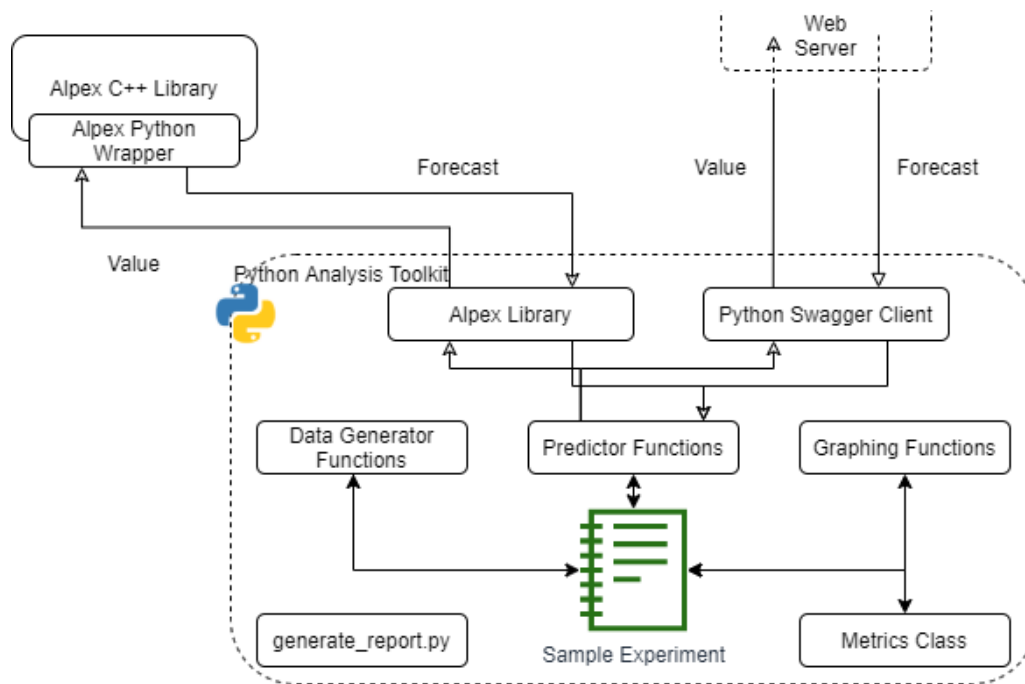 Web
Server
Alpex C++ Library
Alpex Python
Wrapper
Forecast
Value
Forecast
Value
Python Analysis Toolkit
Alpex Library
Python Swagger Client
Data Generator
Functions
Predictor Functions
Graphing Functions
generate_report.py
Sample Experiment
Metrics Class